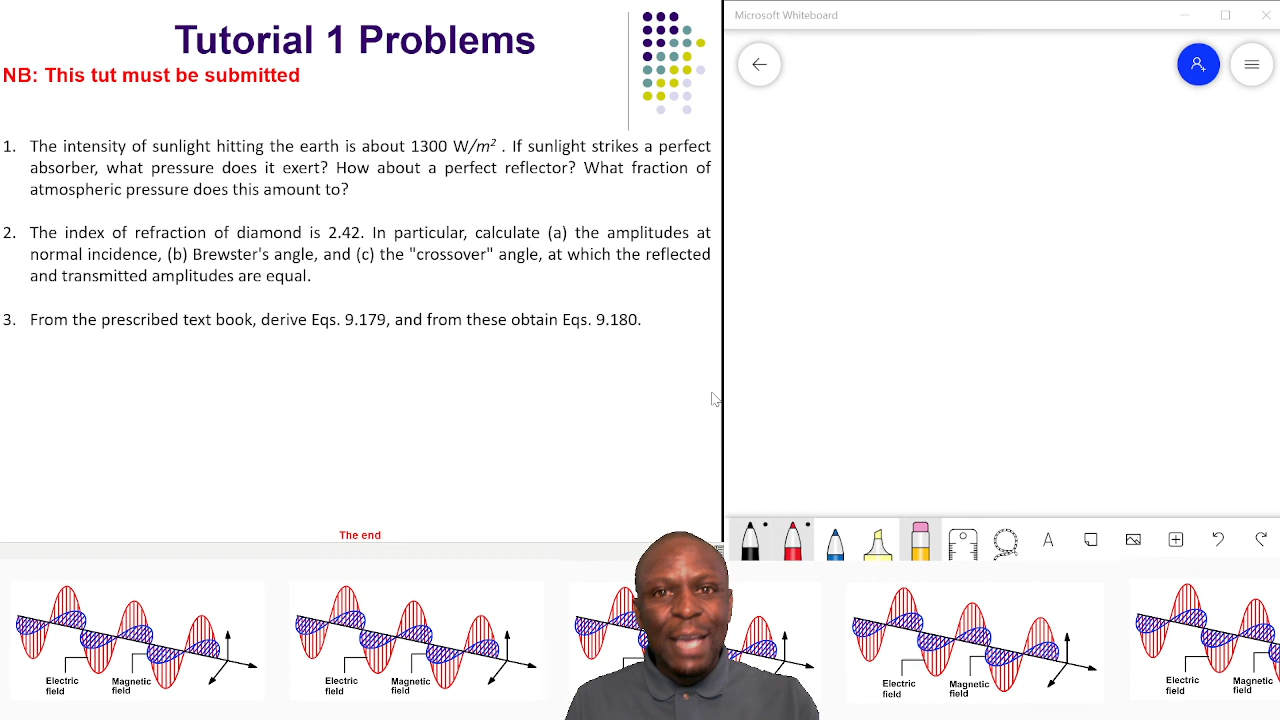 Tutorial 1 Problems
NB: This tut must be submitted
1. The intensity of sunlight hitting the earth is about 1300 W/m² . If sunlight strikes a perfect
absorber, what pressure does it exert? How about a perfect reflector? What fraction of
atmospheric pressure does this amount to?
2. The index of refraction of diamond is 2.42. In particular, calculate (a) the amplitudes at
normal incidence, (b) Brewster's angle, and (c) the "crossover" angle, at which the reflected
and transmitted amplitudes are equal.
3. From the prescribed text book, derive Eqs. 9.179, and from these obtain Eqs. 9.180.
The end
Microsoft Whiteboard
A
Electric
field
Magnetic
field
Electric
field
Magnetic
field
Electric
field
Magnetic
field
Electric
field
Magnetic
field